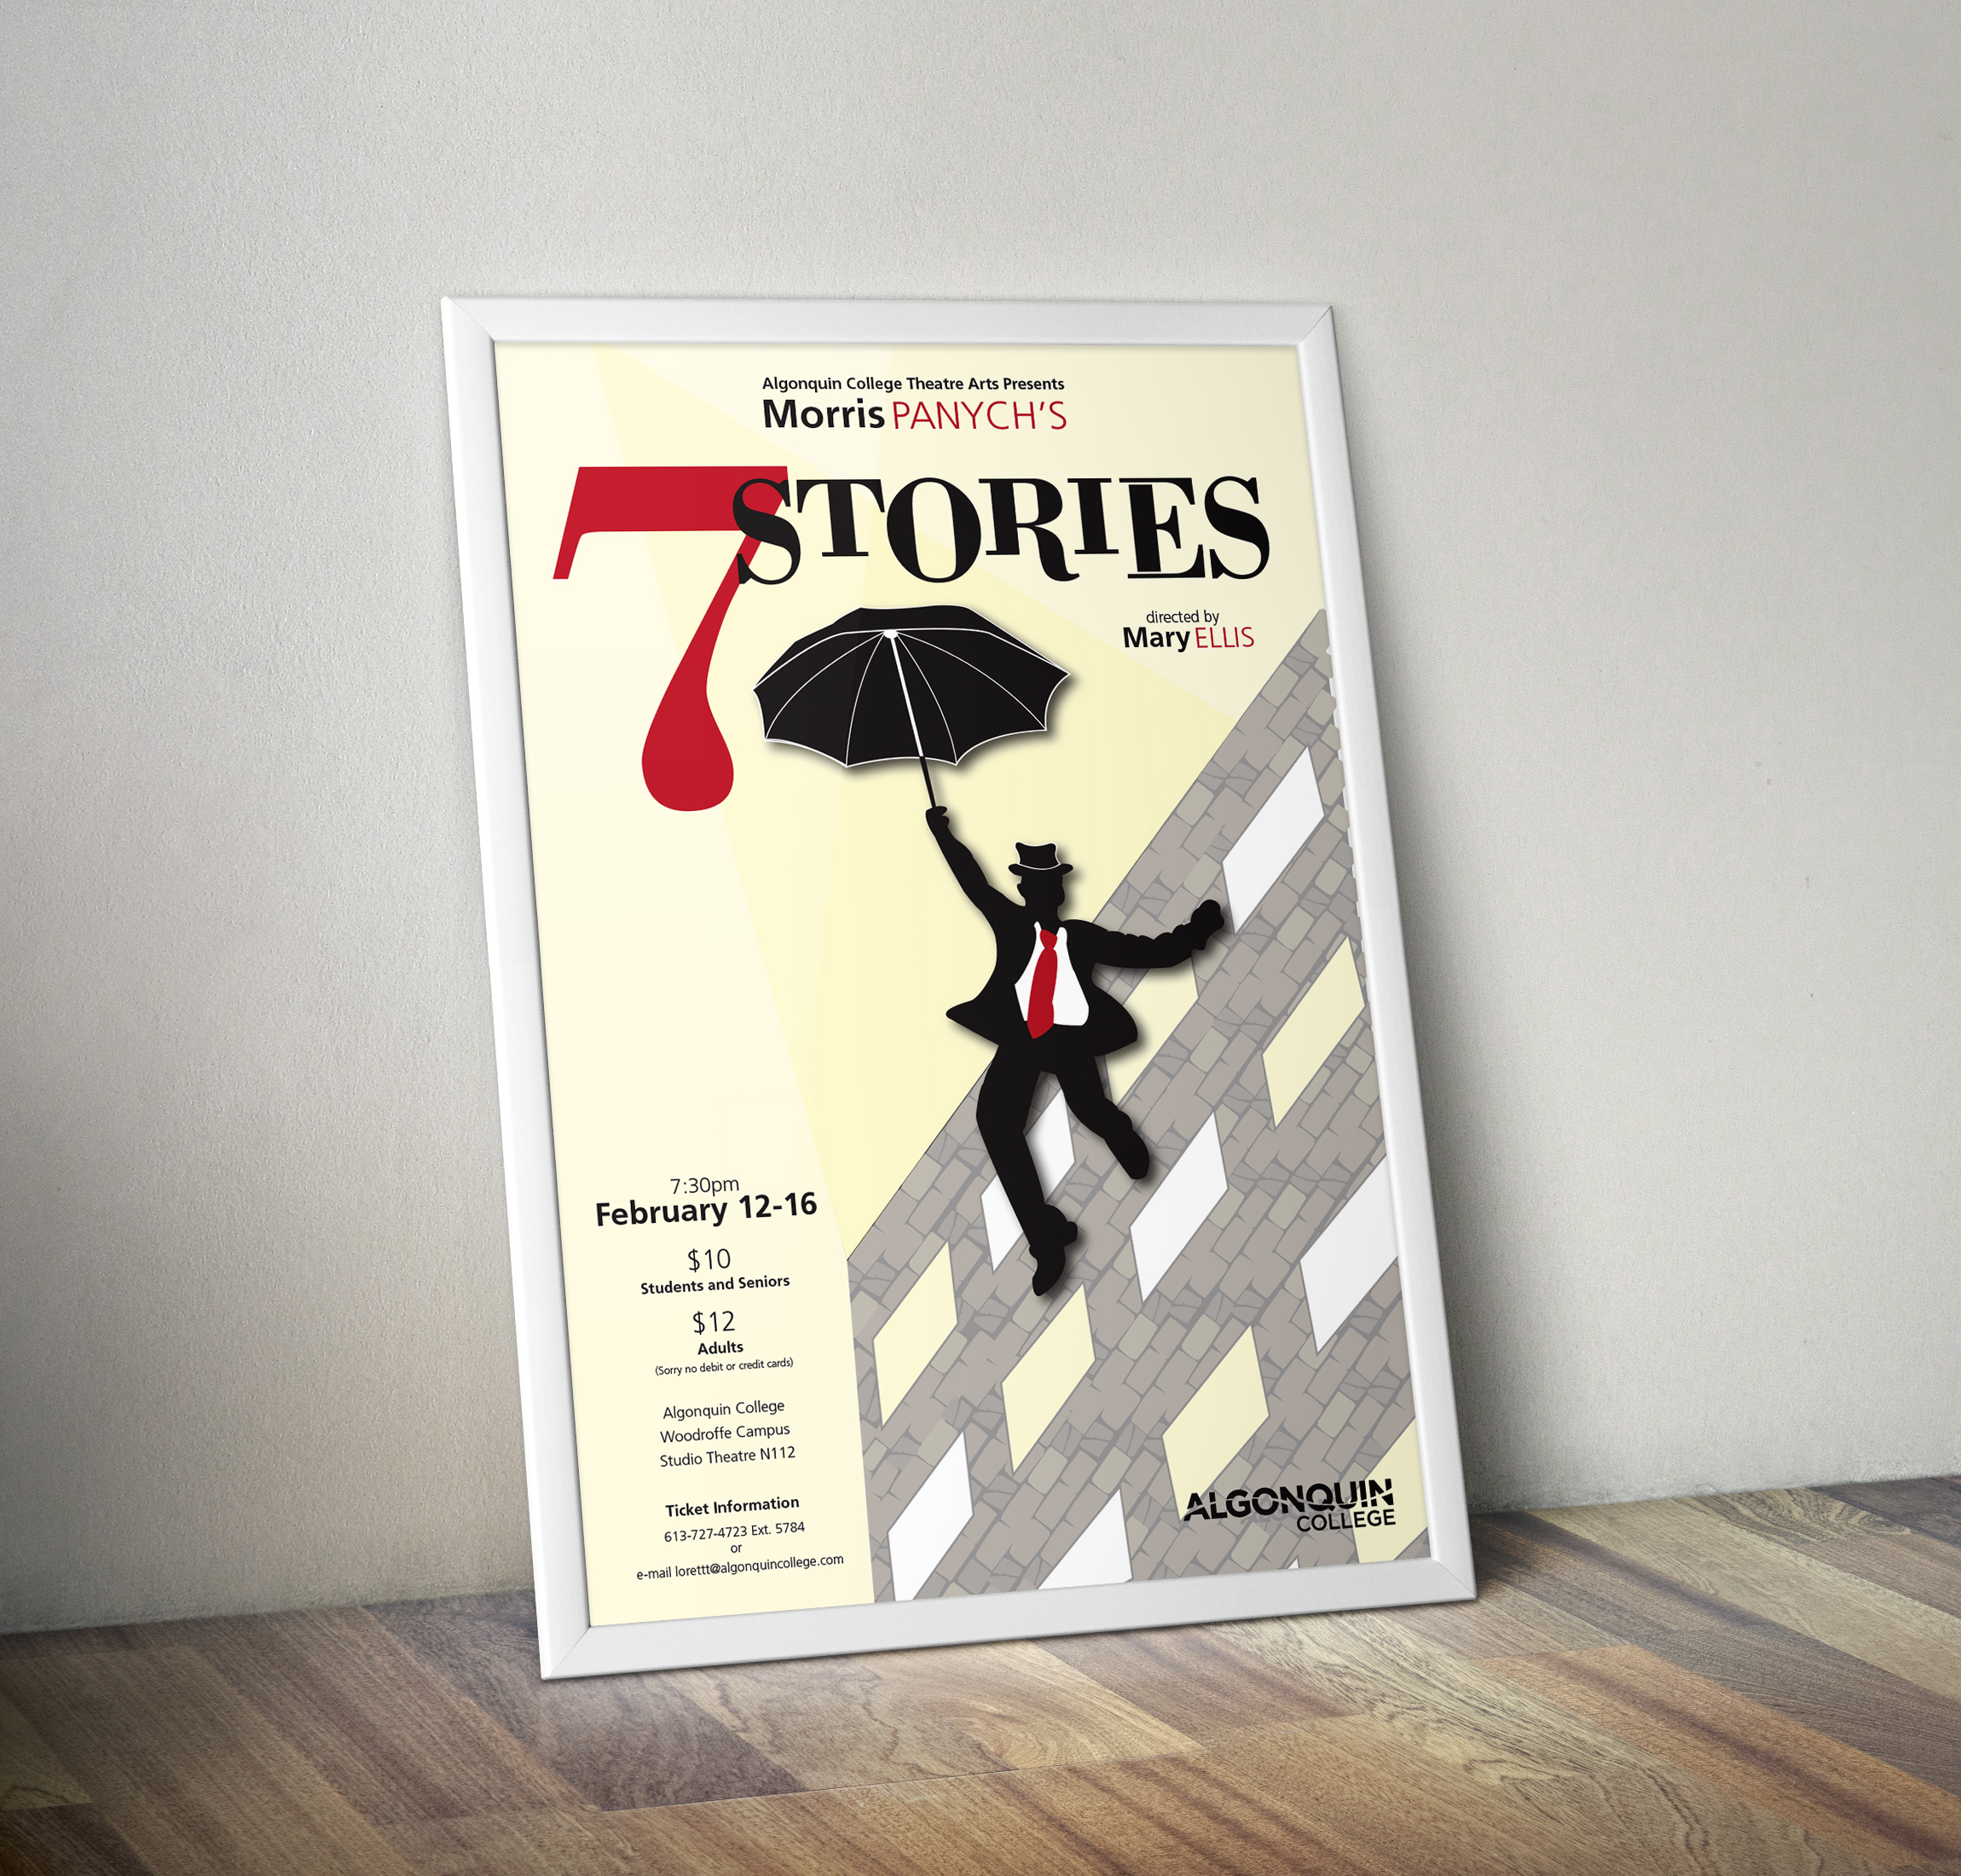 Algonquin College Theatre Arts Presents
Morris PANYCH'S
7 STORIES
directed by
Mary ELLIS
7:30pm
February 12-16
$10
Students and Seniors
$12
Adults
(Sorry no debit or credit cards)
Algonquin College
Woodroffe Campus
Studio Theatre N112
Ticket Information
613-727-4723 Ext. 5784
or
e-mail lorettt@algonquincollege.com
ALGONQUIN
COLLEGE